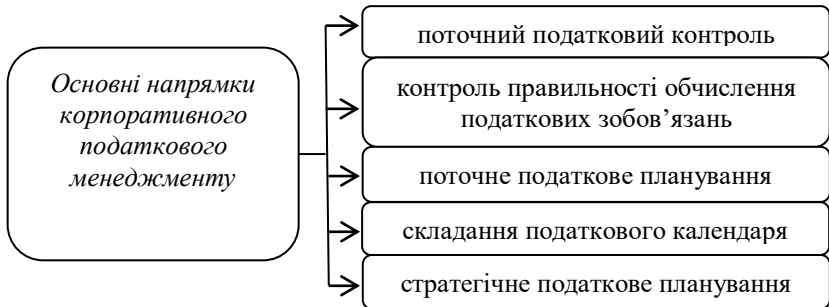 Основні напрямки
корпоративного
податкового
менеджменту
поточний податковий контроль
контроль правильності обчислення
податкових зобов’язань
поточне податкове планування
складання податкового календаря
стратегічне податкове планування